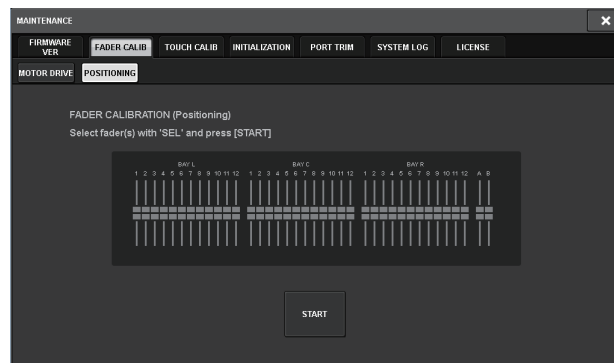 MAINTENANCE
FIRMWARE VER FADER CALIB TOUCH CALIB INITIALIZATION PORT TRIM SYSTEM LOG LICENSE
MOTOR DRIVE POSITIONING
FADER CALIBRATION (Positioning)
Select fader(s) with 'SEL' and press [START]
BAY L BAY C BAY R
1 2 3 4 5 6 7 8 9 10 11 12 1 2 3 4 5 6 7 8 9 10 11 12 1 2 3 4 5 6 7 8 9 10 11 12 A B
START